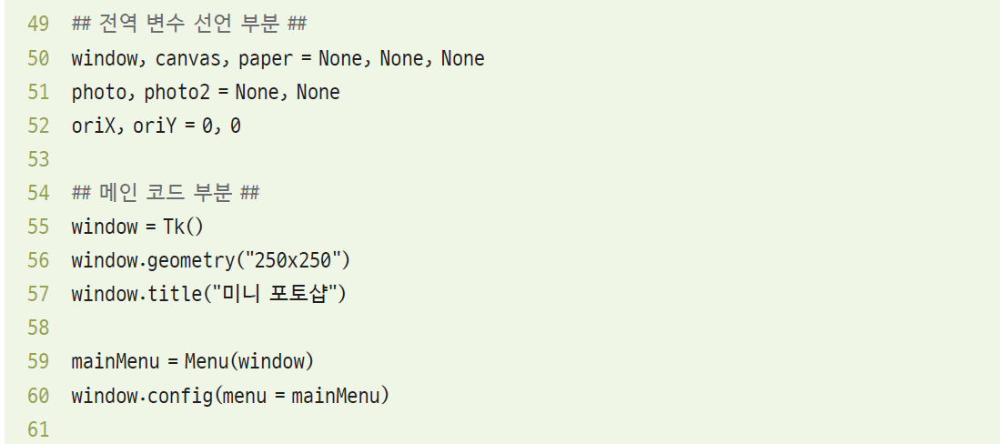 49 ## 전역 변수 선언 부분 ##
50 window, canvas, paper = None, None, None
51 photo, photo2 = None, None
52 oriX, oriY = 0, 0
53
54 ## 메인 코드 부분 ##
55 window = Tk()
56 window.geometry("250x250")
57 window.title("미니 포토샵")
58
59 mainMenu = Menu(window)
60 window.config(menu = mainMenu)
61